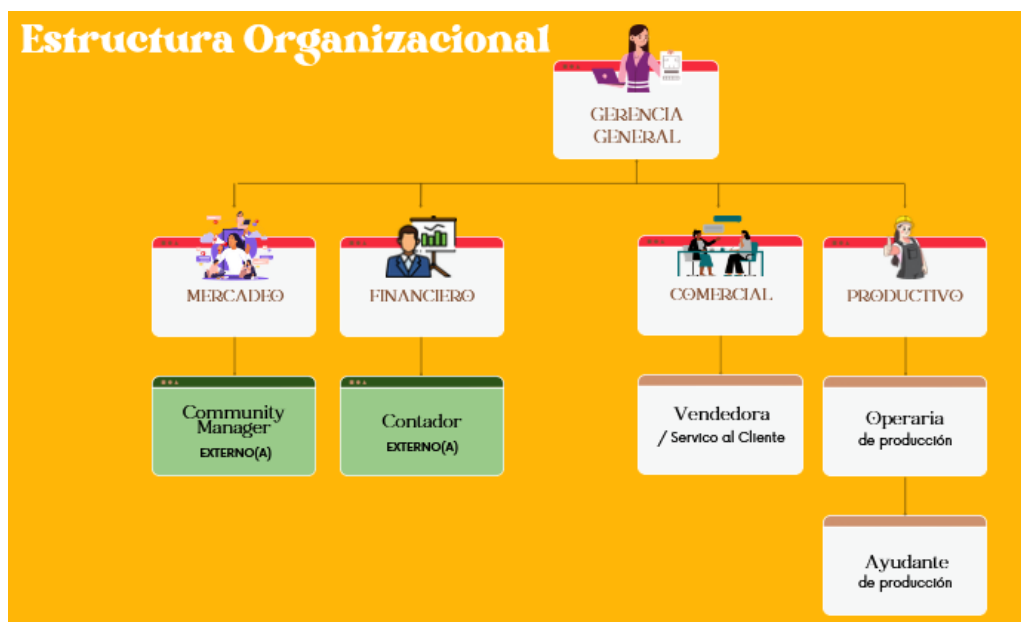 Estructura Organizacional
GERENCIA
GENERAL
MERCADEO
FINANCIERO
COMERCIAL
PRODUCTIVO
Community
Manager
EXTERNO(A)
Contador
EXTERNO(A)
Vendedora
/ Servico al Cliente
Operaria
de producción
Ayudante
de producción